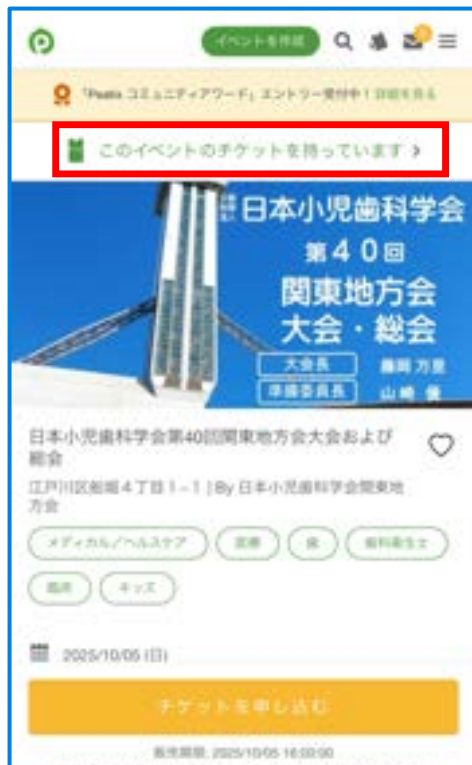 イベントを作成
「Peatix コミュニティアワード」エントリー受付中！詳細を見る
このイベントのチケットを持っています >
日本小児歯科学会
第40回
関東地方会
大会・総会
大会長 藤岡 万里
準備委員長 山崎
日本小児歯科学会第40回関東地方会大会および
総会
江戸川区船堀４丁目１−１ | By 日本小児歯科学会関東地
方会
メディカル/ヘルスケア 医療 歯 歯科衛生士
臨床 キッズ
2025/10/05 (日)
チケットを申し込む
販売期限: 2025/10/05 16:00:00